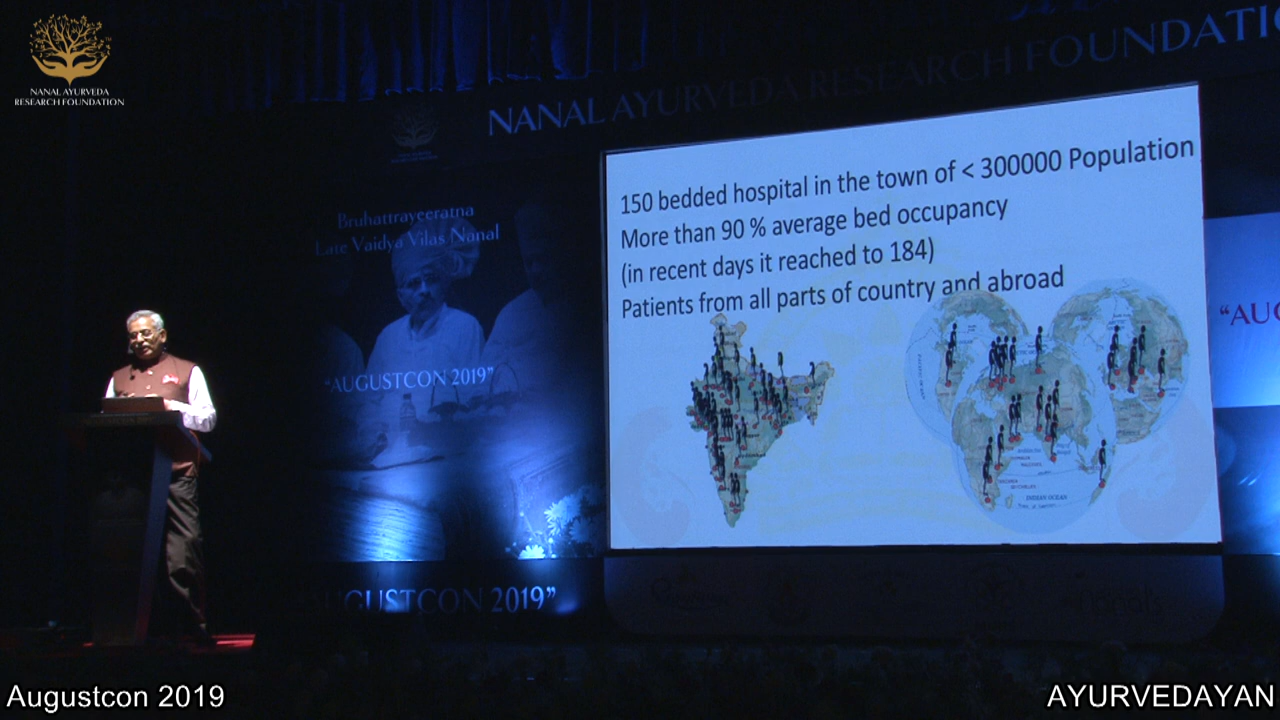 NANAL AYURVEDA
RESEARCH FOUNDATION
NANAL AYURVEDA RESEARCH FOUNDATIO
Bruhattrayeeratna
Late Vaidya Vilas Nanal
"AUGUSTCON 2019"
150 bedded hospital in the town of < 300000 Population
More than 90 % average bed occupancy
(in recent days it reached to 184)
Patients from all parts of country and abroad
INDIAN OCEAN
"AUG
GUSTCON 2019"
Augustcon 2019
AYURVEDAYAN